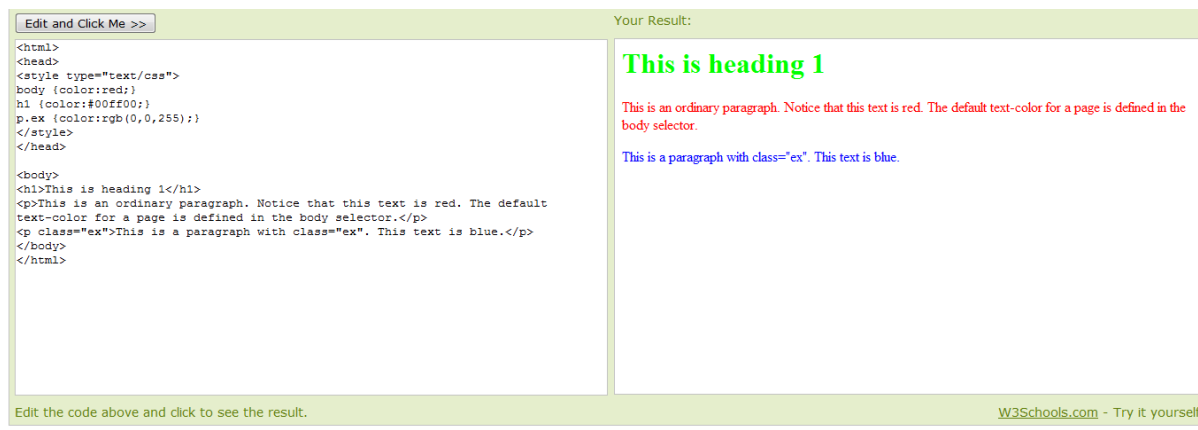 Edit and Click Me >>
<html>
<head>
<style type="text/css">
body {color:red;}
h1 {color:#00ff00;}
p.ex {color:rgb(0,0,255);}
</style>
</head>

<body>
<h1>This is heading 1</h1>
<p>This is an ordinary paragraph. Notice that this text is red. The default
text-color for a page is defined in the body selector.</p>
<p class="ex">This is a paragraph with class="ex". This text is blue.</p>
</body>
</html>
Your Result:
This is heading 1
This is an ordinary paragraph. Notice that this text is red. The default text-color for a page is defined in the
body selector.
This is a paragraph with class="ex". This text is blue.
Edit the code above and click to see the result.
W3Schools.com - Try it yourself